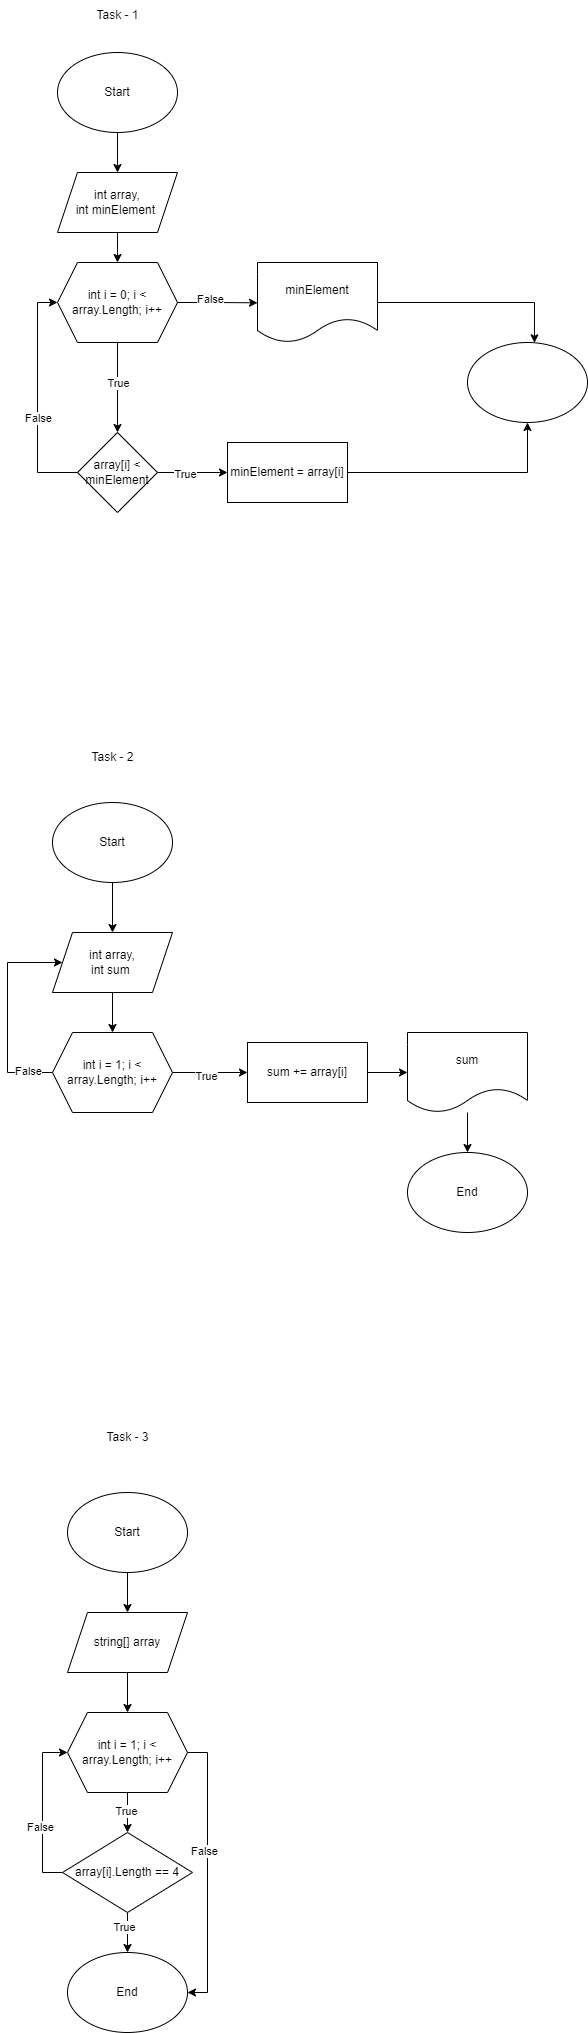 Task - 1
Start
int array,
int minElement
int i = 0; i <
array.Length; i++
False
minElement
True
False
array[i] <
minElement
True
minElement = array[i]
Task - 2
Start
int array,
int sum
int i = 1; i <
array.Length; i++
False
True
sum += array[i]
sum
End
Task - 3
Start
string[] array
int i = 1; i <
array.Length; i++
True
False
False
array[i].Length == 4
True
End